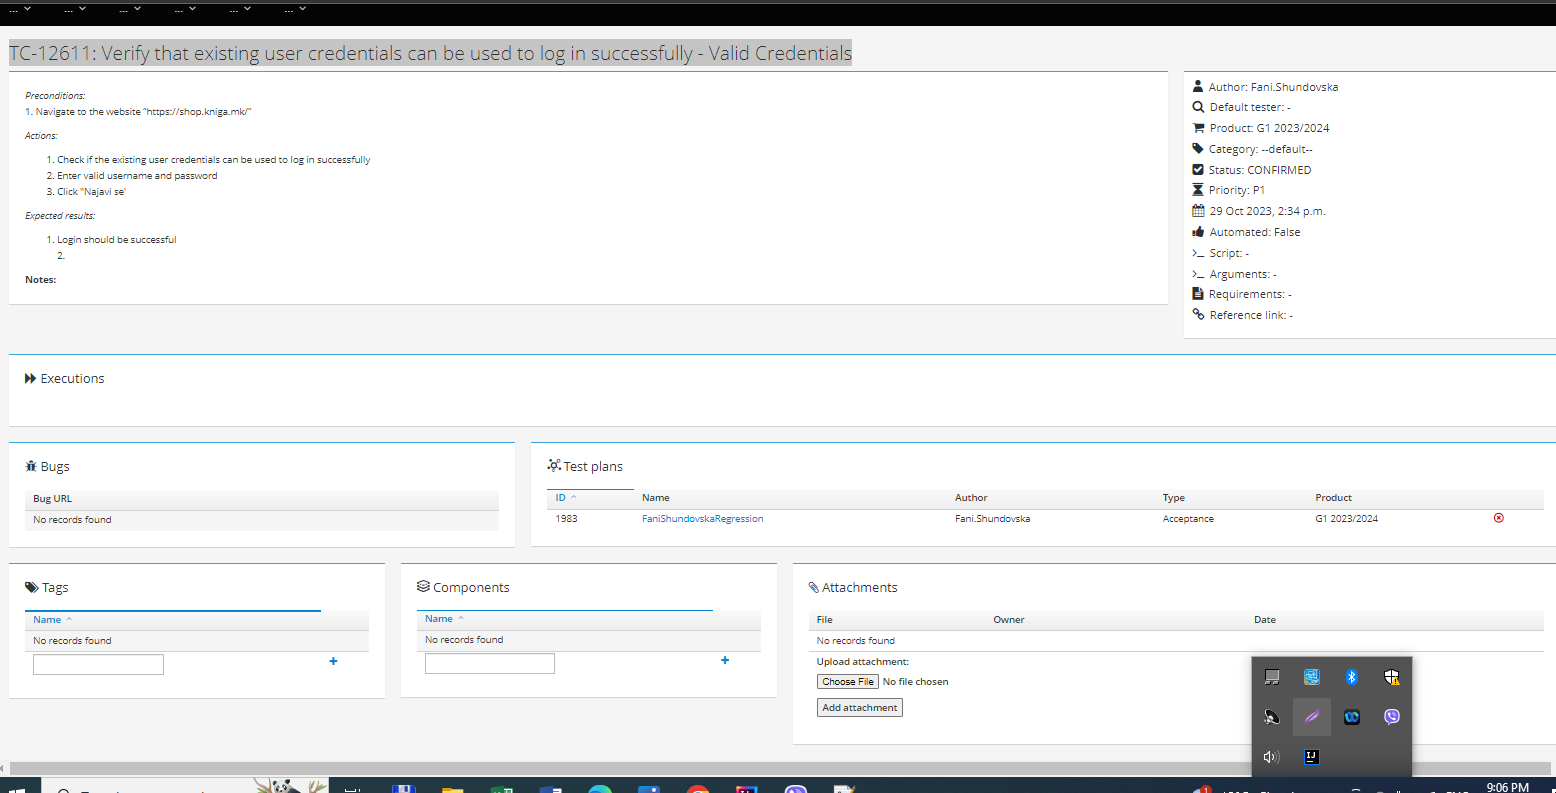 ... ... ... ... ... ...
TC-12611: Verify that existing user credentials can be used to log in successfully - Valid Credentials
Preconditions:
1. Navigate to the website "https://shop.kniga.mk/"
Actions:
1. Check if the existing user credentials can be used to log in successfully
2. Enter valid username and password
3. Click "Najavi se'
Expected results:
1. Login should be successful
2.
Notes:
Author: Fani.Shundovska
Default tester: -
Product: G1 2023/2024
Category: --default--
Status: CONFIRMED
Priority: P1
29 Oct 2023, 2:34 p.m.
Automated: False
Script: -
Arguments: -
Requirements: -
Reference link: -
Executions
Bugs
Bug URL
No records found
Test plans
ID Name Author Type Product
1983 FaniShundovskaRegression Fani.Shundovska Acceptance G1 2023/2024
Tags
Name
No records found
Components
Name
No records found
Attachments
File Owner Date
No records found
Upload attachment:
Choose File No file chosen
Add attachment
9:06 PM